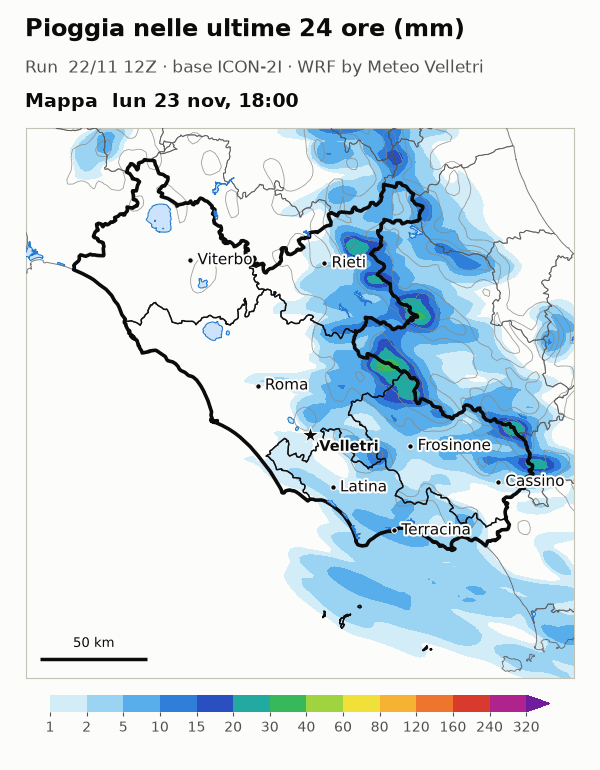 Pioggia nelle ultime 24 ore (mm)
Run  22/11 12Z · base ICON-2I · WRF by Meteo Velletri
Mappa  lun 23 nov, 18:00
Viterbo
Rieti
Roma
Velletri
Frosinone
Cassino
Latina
Terracina
50 km
1 2 5 10 15 20 30 40 60 80 120 160 240 320